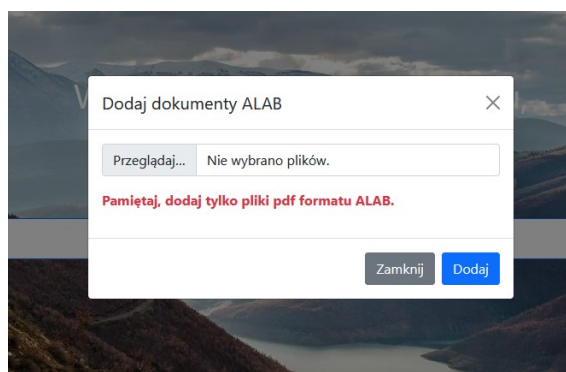 Dodaj dokumenty ALAB
Przeglądaj... Nie wybrano plików.
Pamiętaj, dodaj tylko pliki pdf formatu ALAB.
Zamknij Dodaj